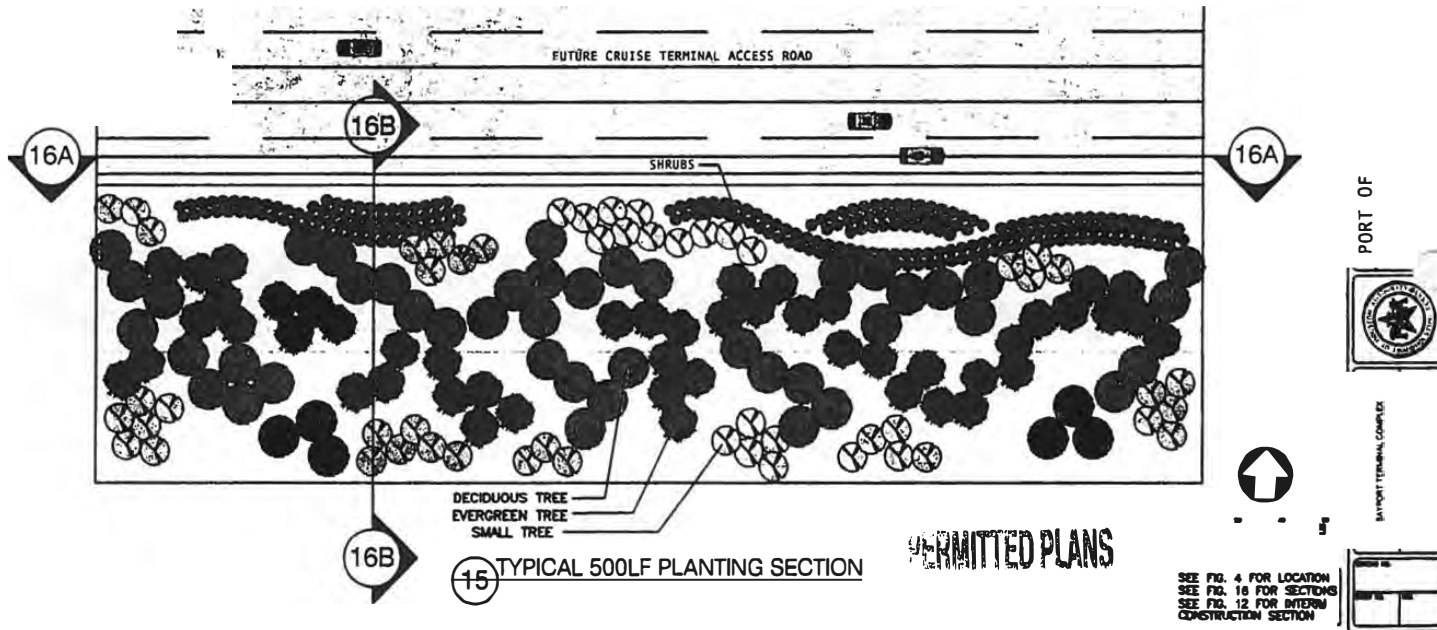 FUTURE CRUISE TERMINAL ACCESS ROAD
16B
16A
16A
SHRUBS
PORT OF
BAYPORT TERMINAL COMPLEX
DECIDUOUS TREE
EVERGREEN TREE
SMALL TREE
16B
15 TYPICAL 500LF PLANTING SECTION
PERMITTED PLANS
SEE FIG. 4 FOR LOCATION
SEE FIG. 16 FOR SECTIONS
SEE FIG. 12 FOR INTERIM
CONSTRUCTION SECTION